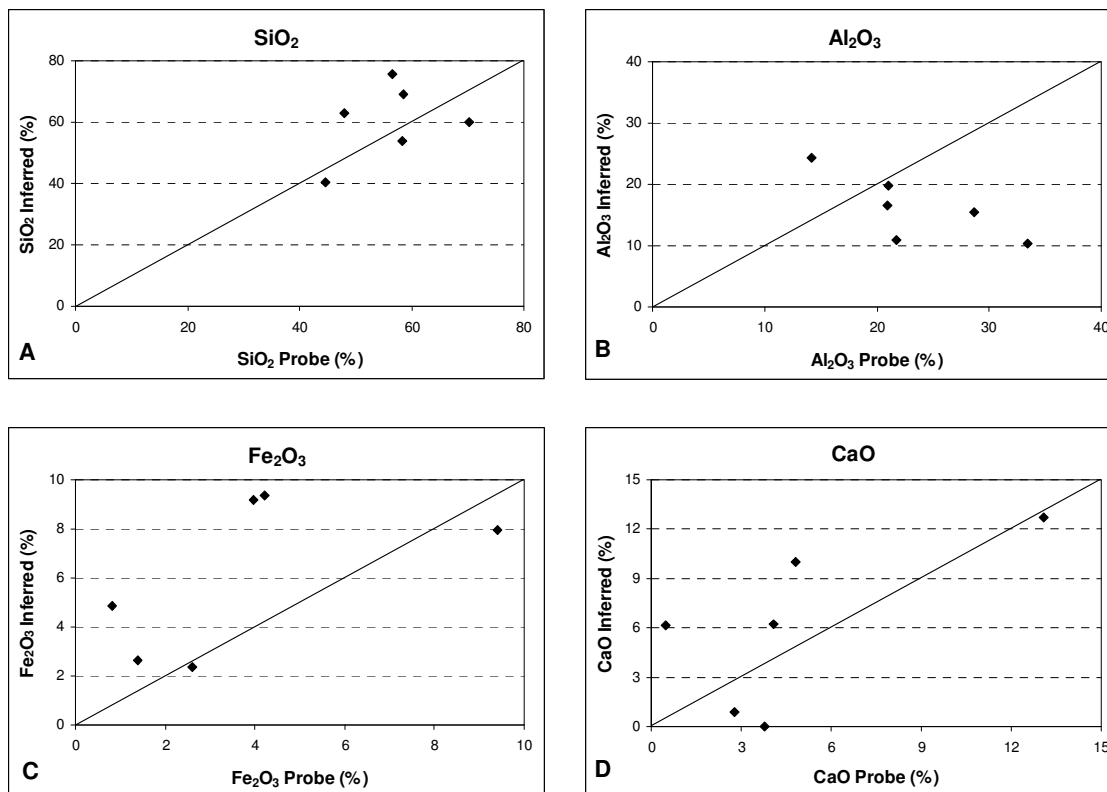 SiO₂
80
60
40
20
0
0 20 40 60 80
SiO₂ Inferred (%)
SiO₂ Probe (%)
A
Al₂O₃
40
30
20
10
0
0 10 20 30 40
Al₂O₃ Inferred (%)
Al₂O₃ Probe (%)
B
Fe₂O₃
10
8
6
4
2
0
0 2 4 6 8 10
Fe₂O₃ Inferred (%)
Fe₂O₃ Probe (%)
C
CaO
15
12
9
6
3
0
0 3 6 9 12 15
CaO Inferred (%)
CaO Probe (%)
D